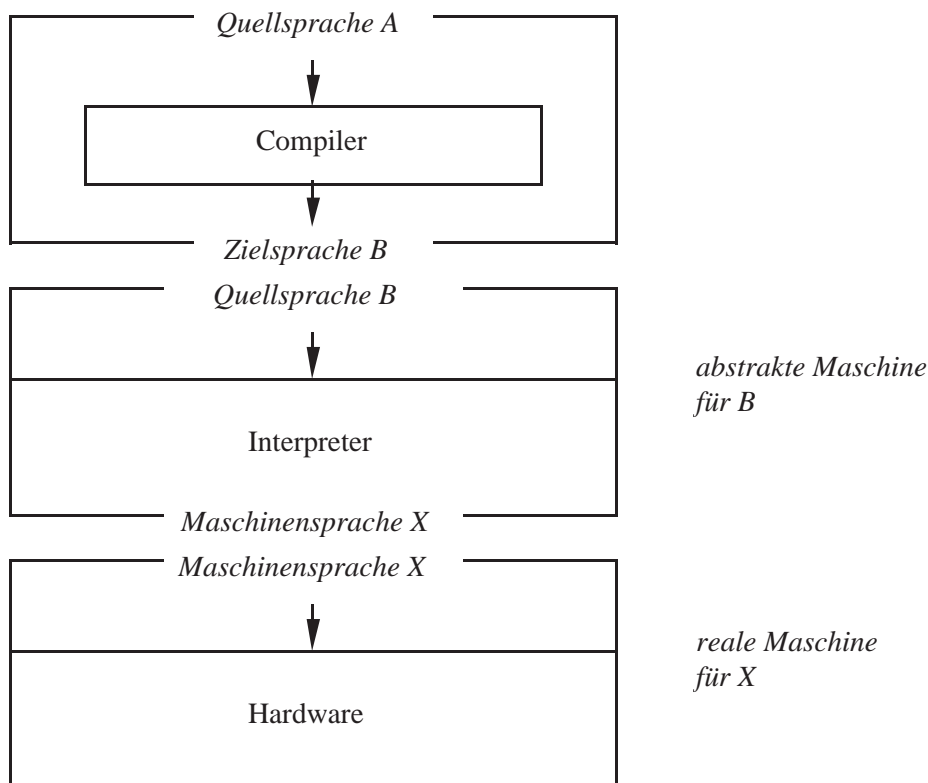 Quellsprache A
Compiler
Zielsprache B
Quellsprache B
abstrakte Maschine
für B
Interpreter
Maschinensprache X
Maschinensprache X
reale Maschine
für X
Hardware